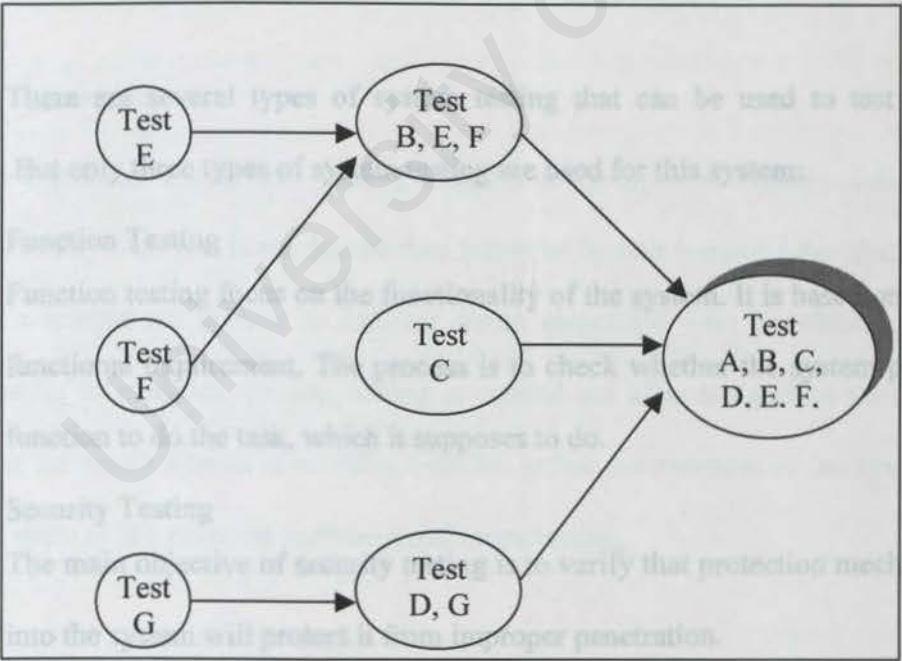 There are several types of system testing that can be used to test
.But only three types of system testing are used for this system:
Function Testing
Function testing focus on the functionality of the system. It is based on
functional requirement. The process is to check whether the system
function to do the task, which it supposes to do.
Security Testing
The main objective of security testing is to verify that protection
into the system will protect it from improper penetration.
Test
E
Test
B, E, F
Test
F
Test
C
Test
A, B, C,
D. E. F.
Test
G
Test
D, G
University